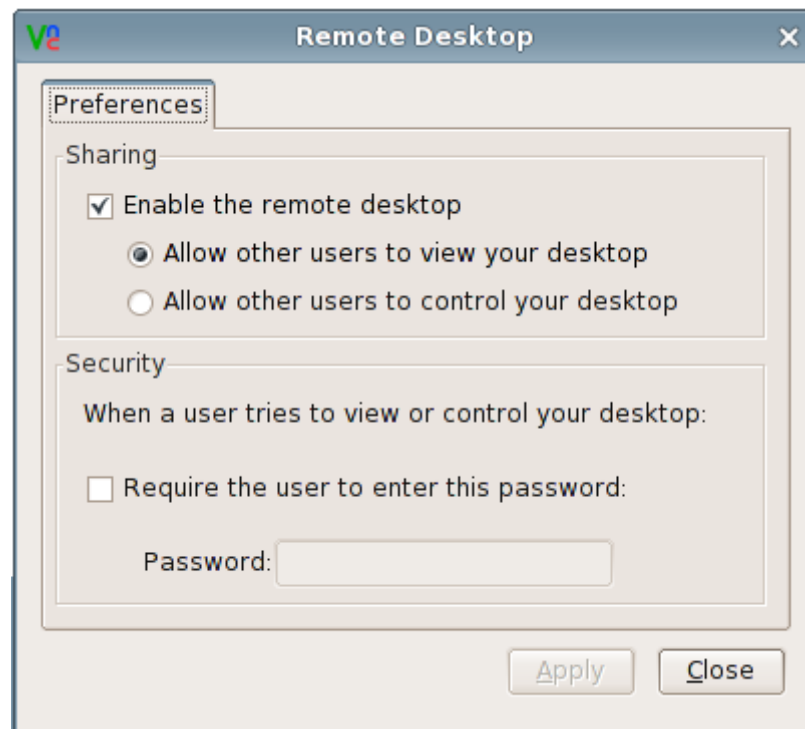 VNC
Remote Desktop
Preferences
Sharing
Enable the remote desktop
Allow other users to view your desktop
Allow other users to control your desktop
Security
When a user tries to view or control your desktop:
Require the user to enter this password:
Password:
Apply
Close